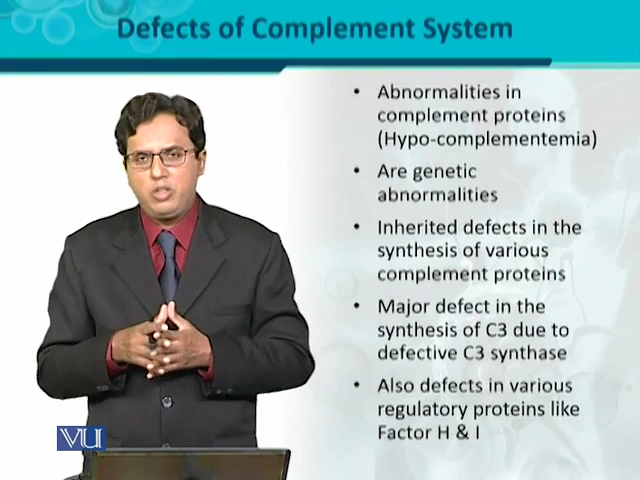 Defects of Complement System
• Abnormalities in
complement proteins
(Hypo-complementemia)
• Are genetic
abnormalities
• Inherited defects in the
synthesis of various
complement proteins
• Major defect in the
synthesis of C3 due to
defective C3 synthase
• Also defects in various
regulatory proteins like
Factor H & I
VU